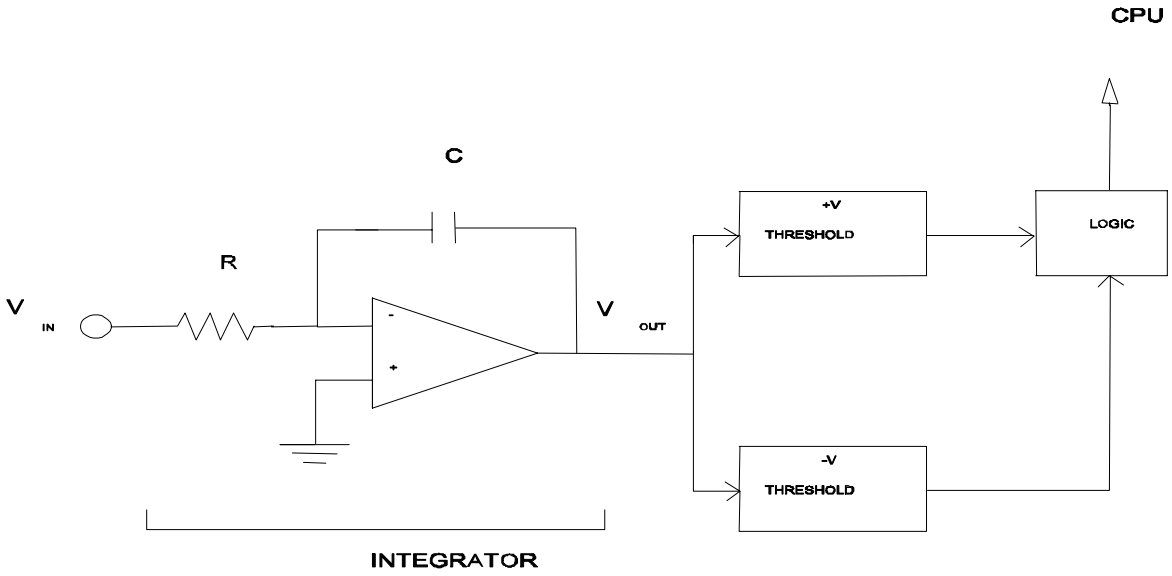 CPU
C
+V
THRESHOLD
LOGIC
R
V IN
-
+
V OUT
-V
THRESHOLD
INTEGRATOR